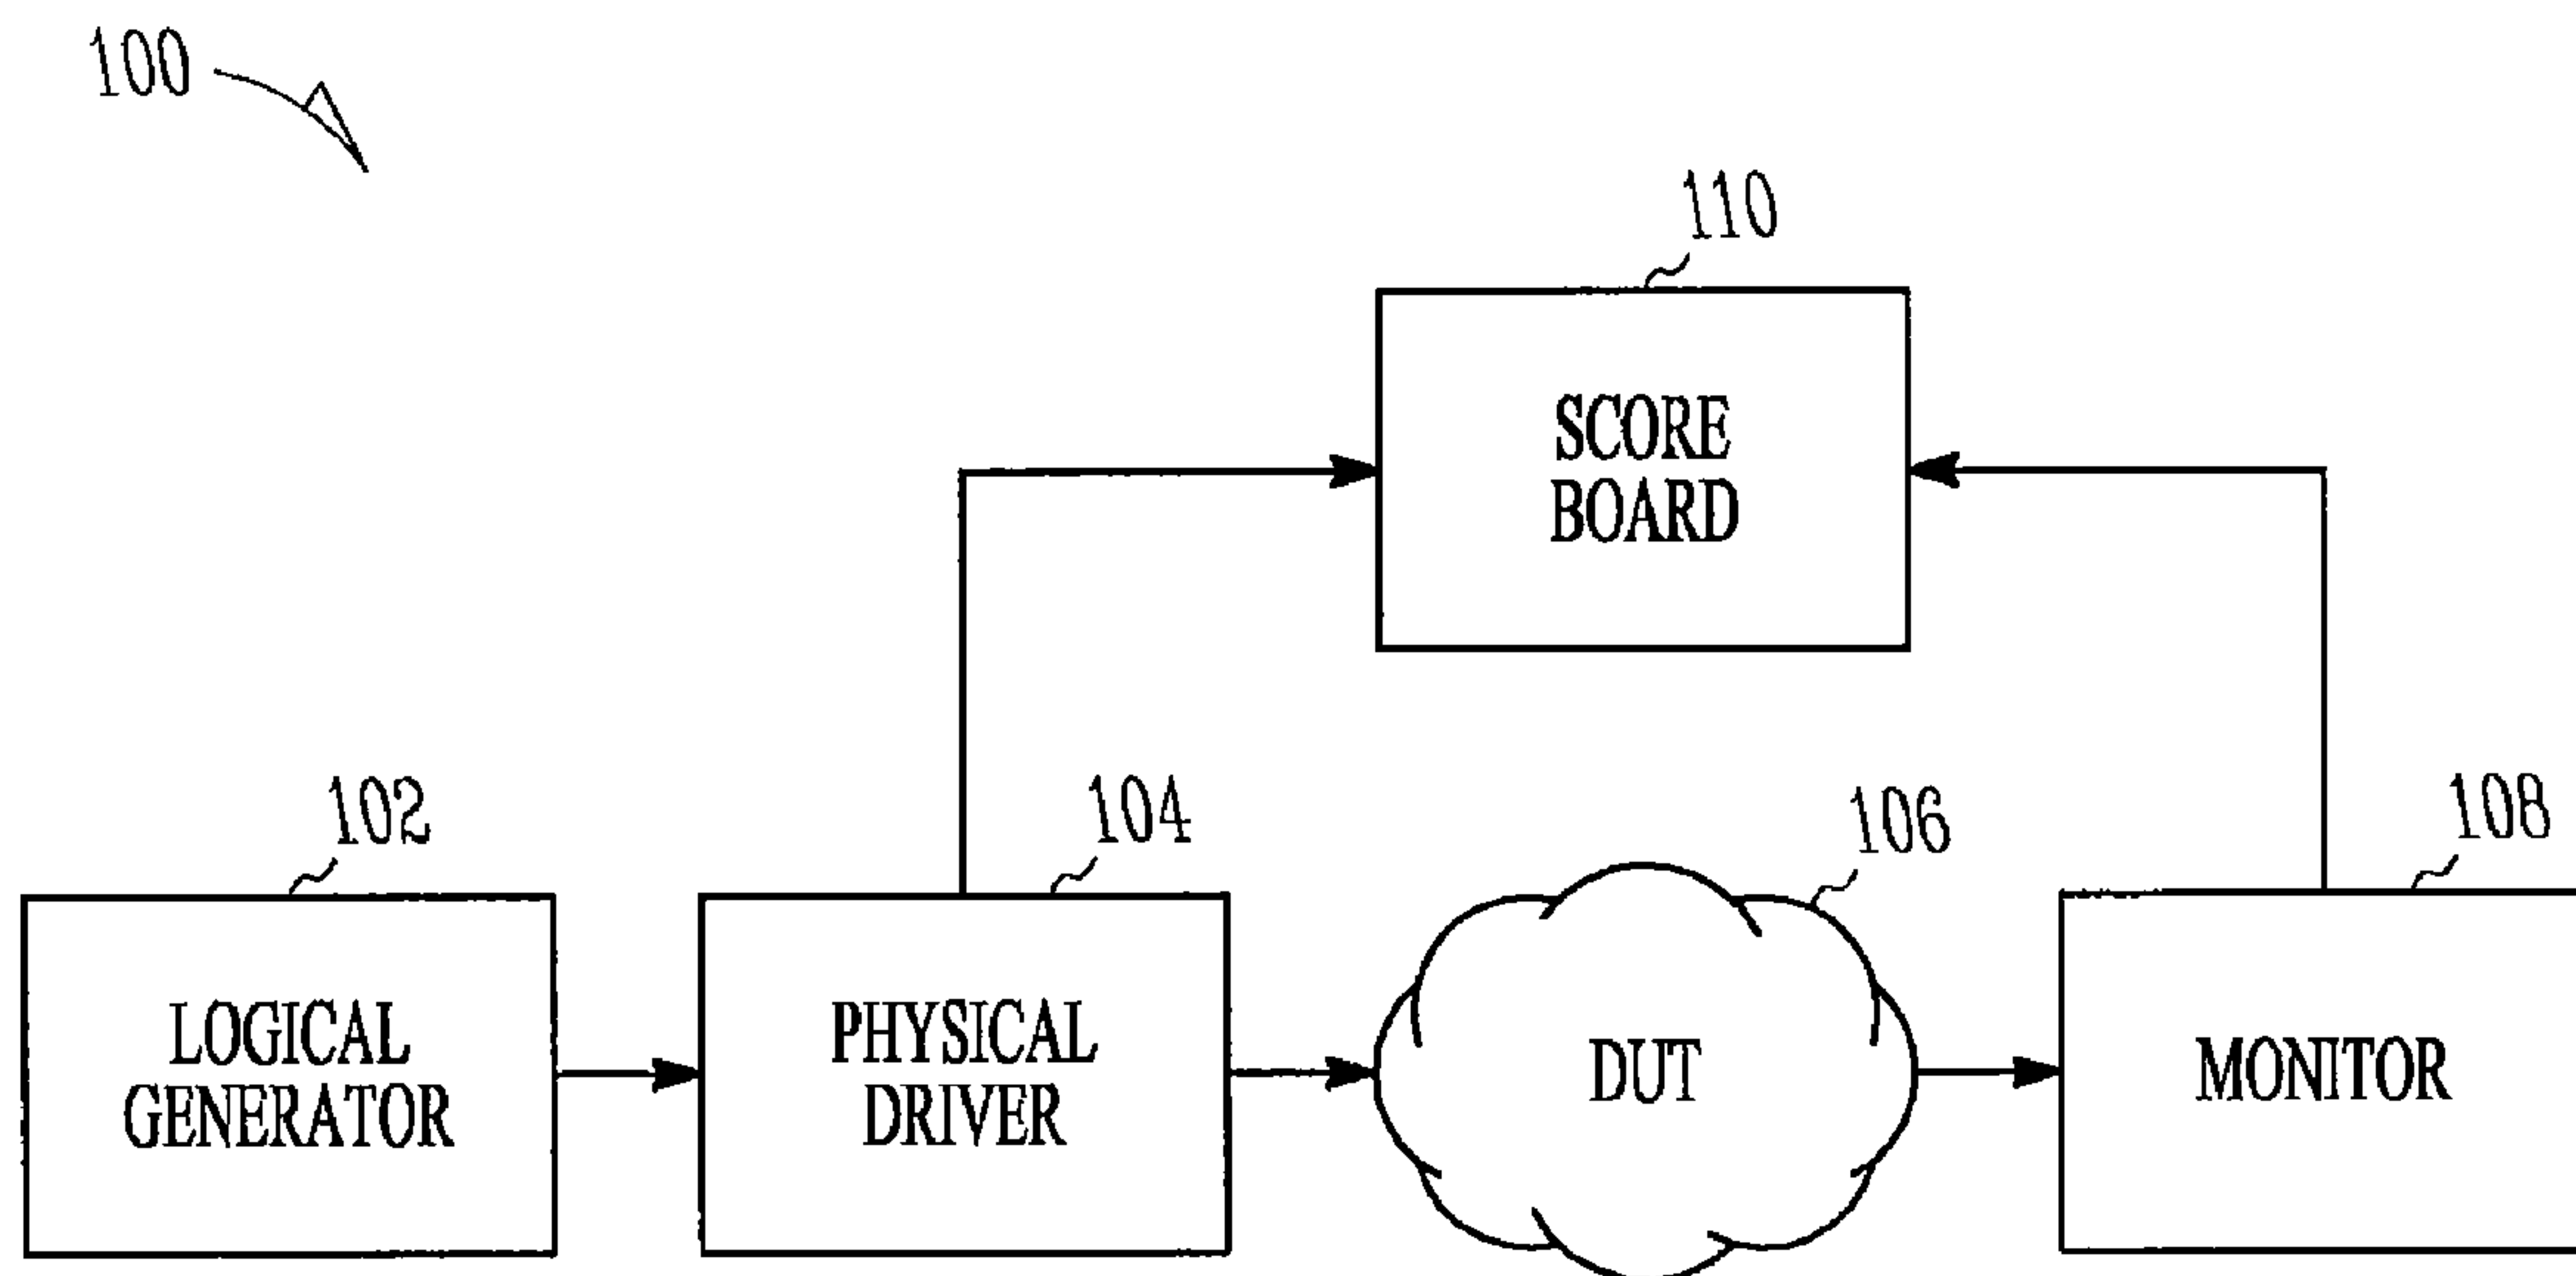 100
110
SCORE
BOARD
102
104
106
108
LOGICAL
GENERATOR
PHYSICAL
DRIVER
DUT
MONITOR